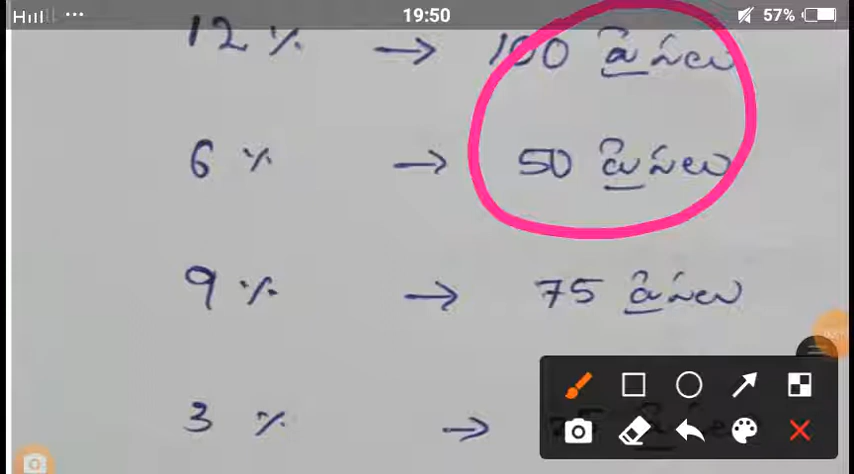 19:50 57%
12 % → 100 పైసలు
6 % → 50 పైసలు
9 % → 75 పైసలు
3 % →